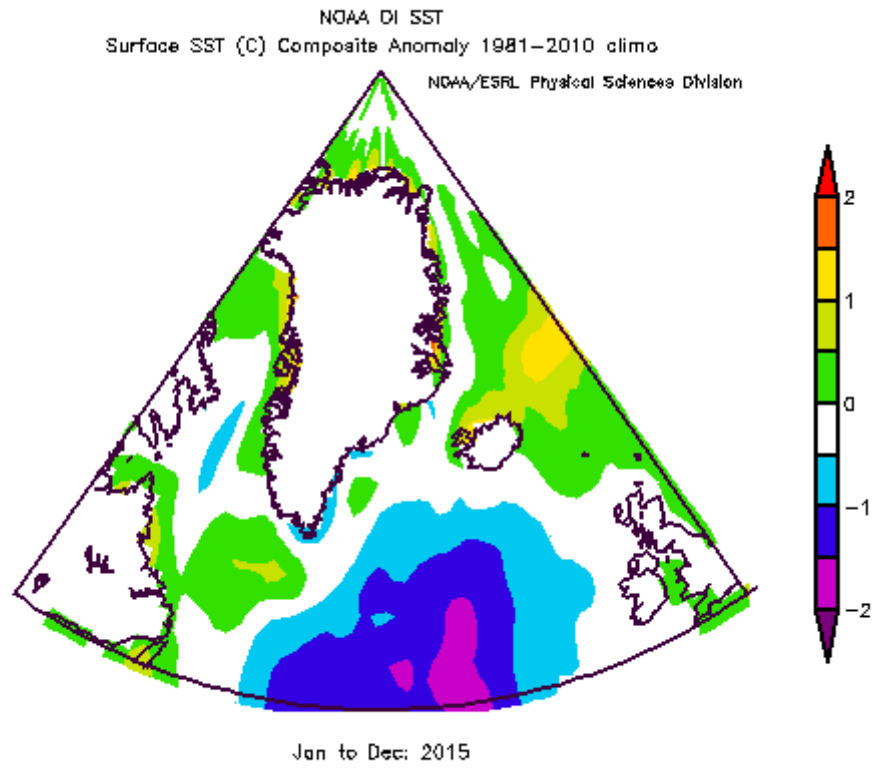 NOAA OI SST
Surface SST (C) Composite Anomaly 1981-2010 climo
NOAA/ESRL Physical Sciences Division
2
1
0
-1
-2
Jan to Dec: 2015